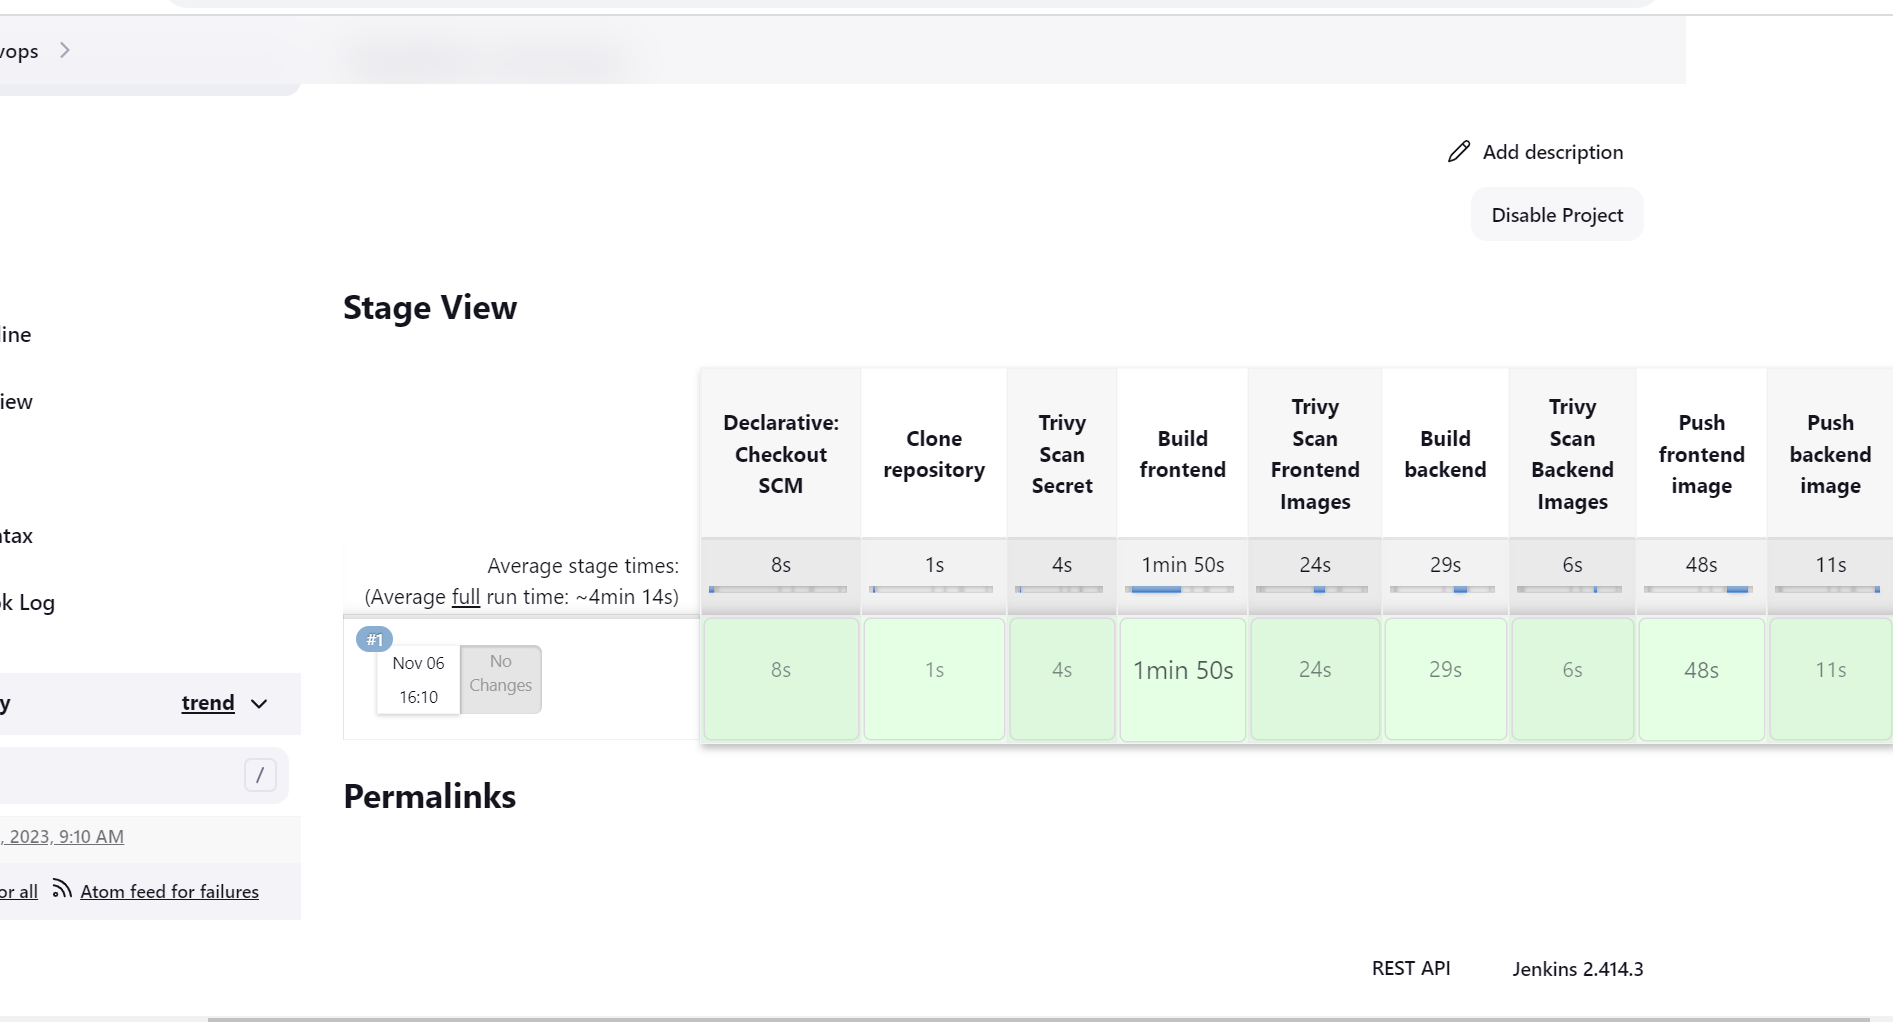 vops
Add description
Disable Project
Stage View
line
iew
ntax
k Log
y trend
/
, 2023, 9:10 AM
or all Atom feed for failures
Declarative:
Checkout
SCM
Clone
repository
Trivy
Scan
Secret
Build
frontend
Trivy
Scan
Frontend
Images
Build
backend
Trivy
Scan
Backend
Images
Push
frontend
image
Push
backend
image
Average stage times:
(Average full run time: ~4min 14s)
8s 1s 4s 1min 50s 24s 29s 6s 48s 11s
#1
Nov 06
16:10
No
Changes
8s 1s 4s 1min 50s 24s 29s 6s 48s 11s
Permalinks
REST API Jenkins 2.414.3